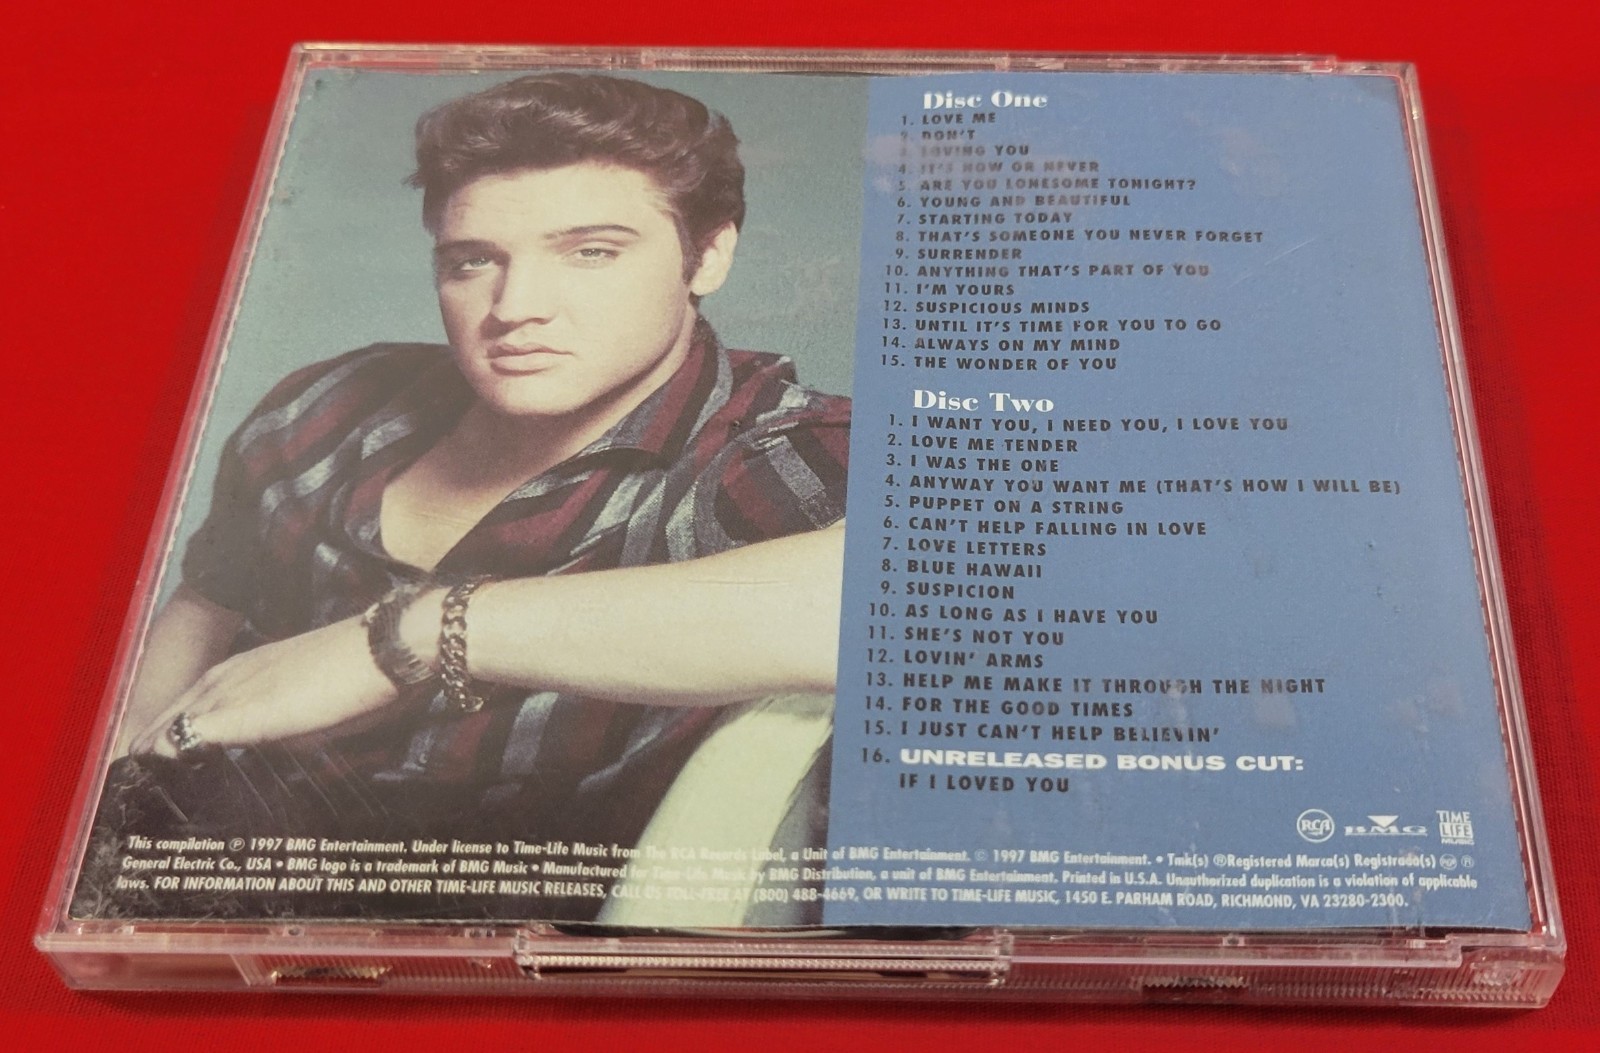 Disc One
1. LOVE ME
2. DON'T
3. LOVING YOU
4. IT'S NOW OR NEVER
5. ARE YOU LONESOME TONIGHT?
6. YOUNG AND BEAUTIFUL
7. STARTING TODAY
8. THAT'S SOMEONE YOU NEVER FORGET
9. SURRENDER
10. ANYTHING THAT'S PART OF YOU
11. I'M YOURS
12. SUSPICIOUS MINDS
13. UNTIL IT'S TIME FOR YOU TO GO
14. ALWAYS ON MY MIND
15. THE WONDER OF YOU
Disc Two
1. I WANT YOU, I NEED YOU, I LOVE YOU
2. LOVE ME TENDER
3. I WAS THE ONE
4. ANYWAY YOU WANT ME (THAT'S HOW I WILL BE)
5. PUPPET ON A STRING
6. CAN'T HELP FALLING IN LOVE
7. LOVE LETTERS
8. BLUE HAWAII
9. SUSPICION
10. AS LONG AS I HAVE YOU
11. SHE'S NOT YOU
12. LOVIN' ARMS
13. HELP ME MAKE IT THROUGH THE NIGHT
14. FOR THE GOOD TIMES
15. I JUST CAN'T HELP BELIEVIN'
16. UNRELEASED BONUS CUT:
IF I LOVED YOU
RCA BMG TIME LIFE MUSIC
This compilation ℗ 1997 BMG Entertainment. Under license to Time-Life Music from The RCA Records Label, a Unit of BMG Entertainment. © 1997 BMG Entertainment. • Tmk(s) ®Registered Marca(s) Registrada(s) RCA ®
General Electric Co., USA • BMG logo is a trademark of BMG Music • Manufactured for Time-Life Music by BMG Distribution, a unit of BMG Entertainment. Printed in U.S.A. Unauthorized duplication is a violation of applicable
laws. FOR INFORMATION ABOUT THIS AND OTHER TIME-LIFE MUSIC RELEASES, CALL US TOLL-FREE AT (800) 488-4669, OR WRITE TO TIME-LIFE MUSIC, 1450 E. PARHAM ROAD, RICHMOND, VA 23280-2300.